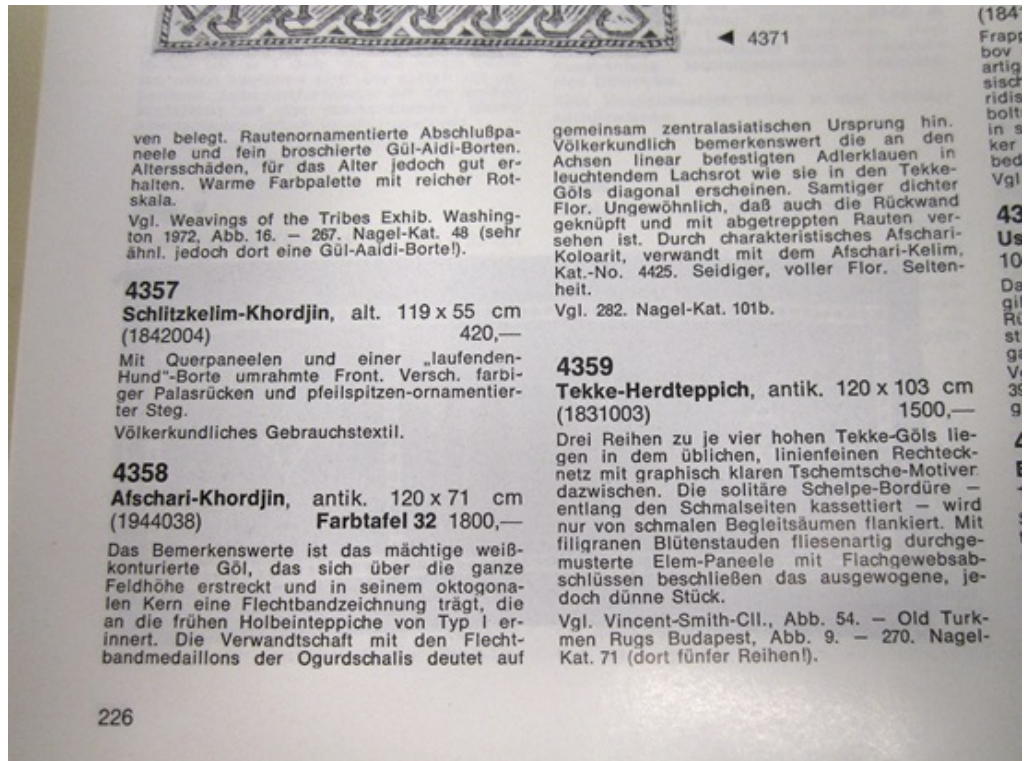 ◄ 4371
ven belegt. Rautenornamentierte Abschlußpa-
neele und fein broschierte Gül-Aidi-Borten.
Altersschäden, für das Alter jedoch gut er-
halten. Warme Farbpalette mit reicher Rot-
skala.
Vgl. Weavings of the Tribes Exhib. Washing-
ton 1972, Abb. 16. — 267. Nagel-Kat. 48 (sehr
ähnl. jedoch dort eine Gül-Aaldi-Borte!).
4357
Schlitzkelim-Khordjin, alt. 119 x 55 cm
(1842004) 420,—
Mit Querpaneelen und einer „laufenden-
Hund"-Borte umrahmte Front. Versch. farbi-
ger Palasrücken und pfeilspitzen-ornamentier-
ter Steg.
Völkerkundliches Gebrauchstextil.
4358
Afschari-Khordjin, antik. 120 x 71 cm
(1944038) Farbtafel 32 1800,—
Das Bemerkenswerte ist das mächtige weiß-
konturierte Göl, das sich über die ganze
Feldhöhe erstreckt und in seinem oktogona-
len Kern eine Flechtbandzeichnung trägt, die
an die frühen Holbeinteppiche von Typ I er-
innert. Die Verwandtschaft mit den Flecht-
bandmedaillons der Ogurdschalis deutet auf
226
gemeinsam zentralasiatischen Ursprung hin.
Völkerkundlich bemerkenswert die an den
Achsen linear befestigten Adlerklauen in
leuchtendem Lachsrot wie sie in den Tekke-
Göls diagonal erscheinen. Samtiger dichter
Flor. Ungewöhnlich, daß auch die Rückwand
geknüpft und mit abgetreppten Rauten ver-
sehen ist. Durch charakteristisches Afschari-
Koloarit, verwandt mit dem Afschari-Kelim,
Kat.-No. 4425. Seidiger, voller Flor. Selten-
heit.
Vgl. 282. Nagel-Kat. 101b.
4359
Tekke-Herdteppich, antik. 120 x 103 cm
(1831003) 1500,—
Drei Reihen zu je vier hohen Tekke-Göls lie-
gen in dem üblichen, linienfeinen Rechteck-
netz mit graphisch klaren Tschemtsche-Motiven
dazwischen. Die solitäre Schelpe-Bordüre —
entlang den Schmalseiten kassettiert — wird
nur von schmalen Begleitsäumen flankiert. Mit
filigranen Blütenstauden fliesenartig durchge-
musterte Elem-Paneele mit Flachgewebsab-
schlüssen beschließen das ausgewogene, je-
doch dünne Stück.
Vgl. Vincent-Smith-Cll., Abb. 54. — Old Turk-
men Rugs Budapest, Abb. 9. — 270. Nagel-
Kat. 71 (dort fünfer Reihen!).